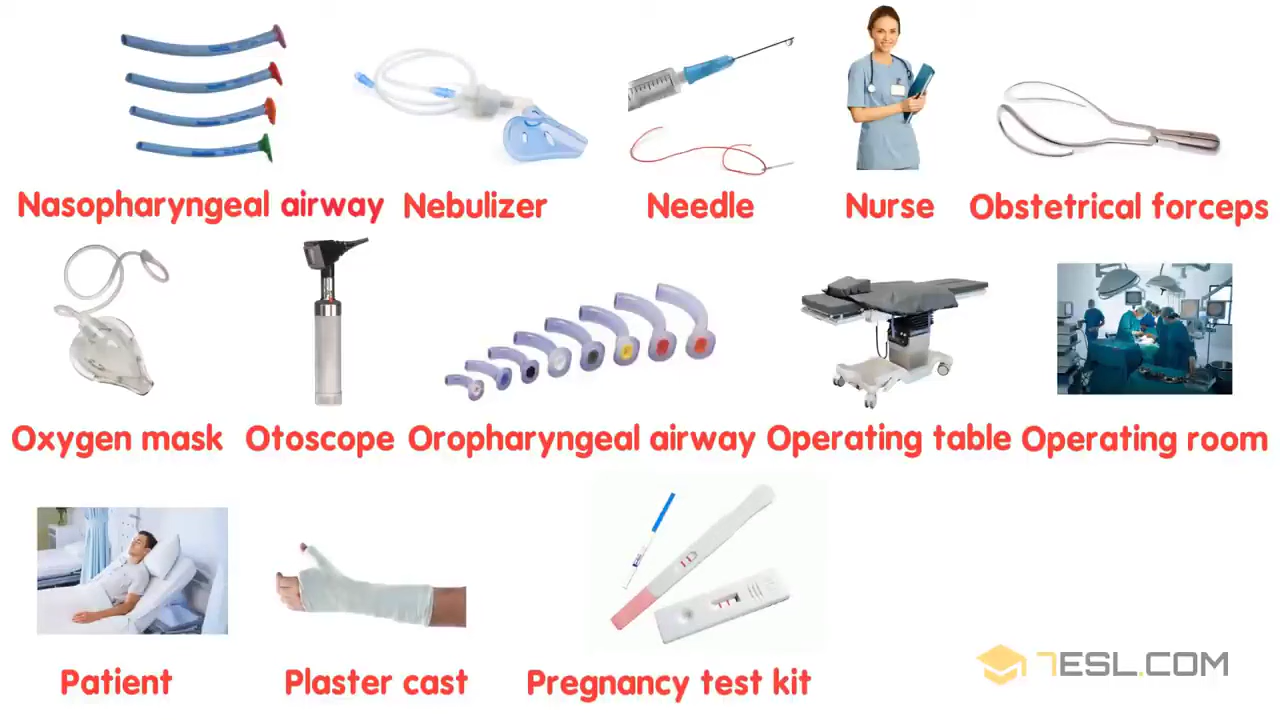 Nasopharyngeal airway
Nebulizer
Needle
Nurse
Obstetrical forceps
Oxygen mask
Otoscope
Oropharyngeal airway
Operating table
Operating room
Patient
Plaster cast
Pregnancy test kit
7ESL.COM